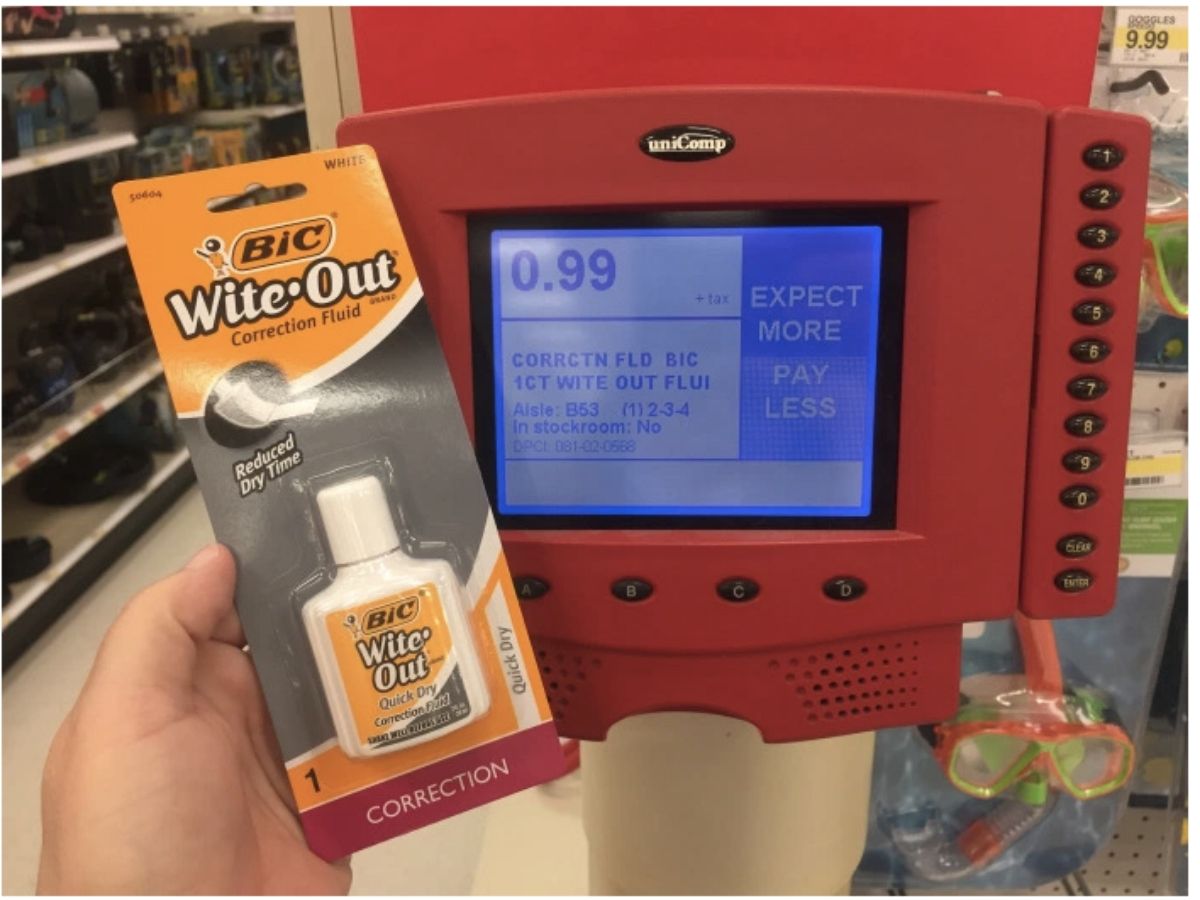 GOGGLES
9.99
uniComp
50604
WHITE
BIC®
Wite•Out®
BRAND
Correction Fluid
Reduced
Dry Time
BIC
Wite•
Out
Quick Dry
Correction Fluid
Quick Dry
1
CORRECTION
0.99
+ tax
CORRCTN FLD BIC
1CT WITE OUT FLUI
Aisle: B53 (1) 2-3-4
In stockroom: No
DPCI: 081-02-0568
EXPECT
MORE
PAY
LESS
1
2
3
4
5
6
7
8
9
0
CLEAR
ENTER
A
B
C
D